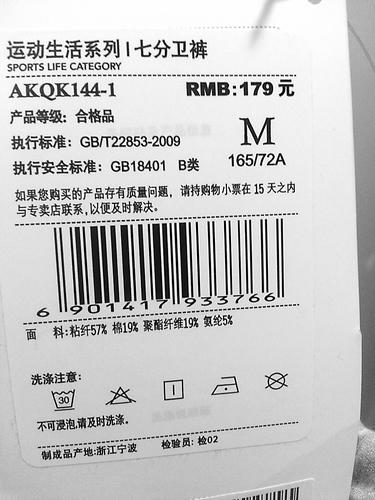 运动生活系列 | 七分卫裤
SPORTS LIFE CATEGORY
AKQK144-1 RMB:179 元
产品等级: 合格品
执行标准: GB/T22853-2009 M
执行安全标准: GB18401 B类 165/72A
如果您购买的产品存有质量问题, 请持购物小票在 15 天之内
与专卖店联系,以便及时解决。
6 901417 933766
面 料:粘纤57% 棉19% 聚酯纤维19% 氨纶5%
洗涤注意:
30
不可浸泡,请及时洗涤。
制成品产地:浙江宁波 检验员: 检02